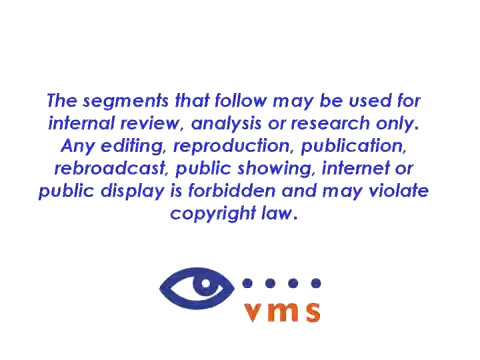 The segments that follow may be used for
internal review, analysis or research only.
Any editing, reproduction, publication,
rebroadcast, public showing, internet or
public display is forbidden and may violate
copyright law.
vms